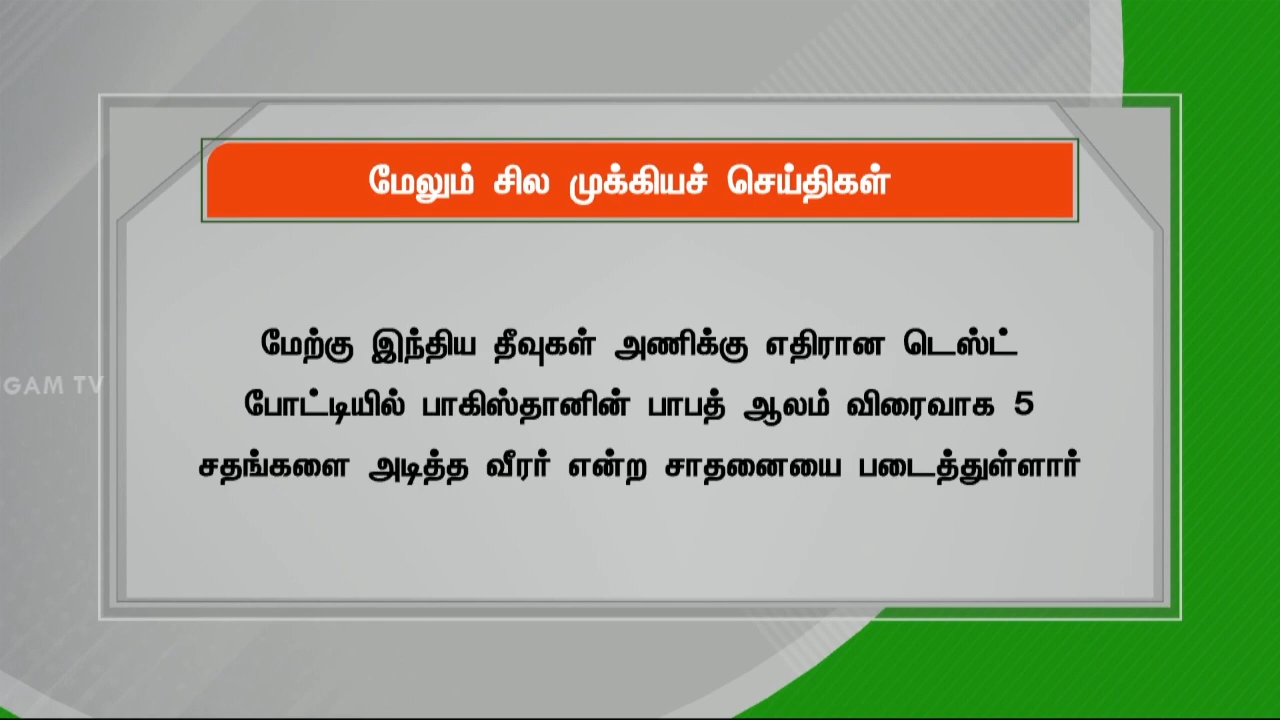 மேலும் சில முக்கியச் செய்திகள்
மேற்கு இந்திய தீவுகள் அணிக்கு எதிரான டெஸ்ட்
போட்டியில் பாகிஸ்தானின் பாபத் ஆலம் விரைவாக 5
சதங்களை அடித்த வீரர் என்ற சாதனையை படைத்துள்ளார்
GAM TV